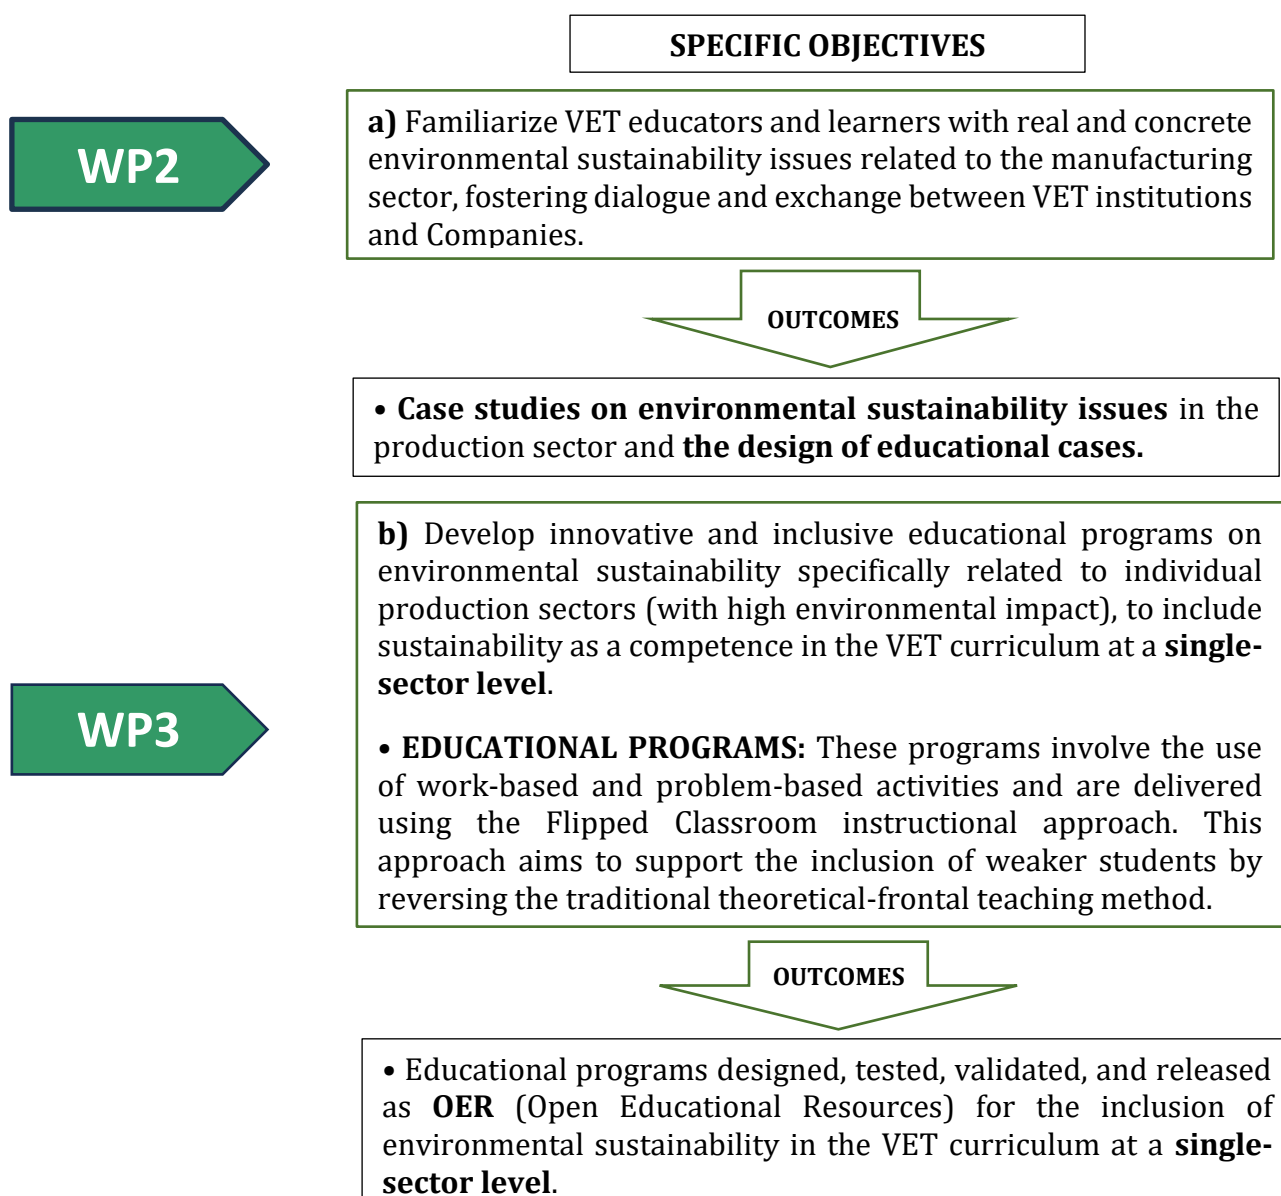 SPECIFIC OBJECTIVES
WP2
a) Familiarize VET educators and learners with real and concrete
environmental sustainability issues related to the manufacturing
sector, fostering dialogue and exchange between VET institutions
and Companies.
OUTCOMES
• Case studies on environmental sustainability issues in the
production sector and the design of educational cases.
WP3
b) Develop innovative and inclusive educational programs on
environmental sustainability specifically related to individual
production sectors (with high environmental impact), to include
sustainability as a competence in the VET curriculum at a single-
sector level.
• EDUCATIONAL PROGRAMS: These programs involve the use
of work-based and problem-based activities and are delivered
using the Flipped Classroom instructional approach. This
approach aims to support the inclusion of weaker students by
reversing the traditional theoretical-frontal teaching method.
OUTCOMES
• Educational programs designed, tested, validated, and released
as OER (Open Educational Resources) for the inclusion of
environmental sustainability in the VET curriculum at a single-
sector level.